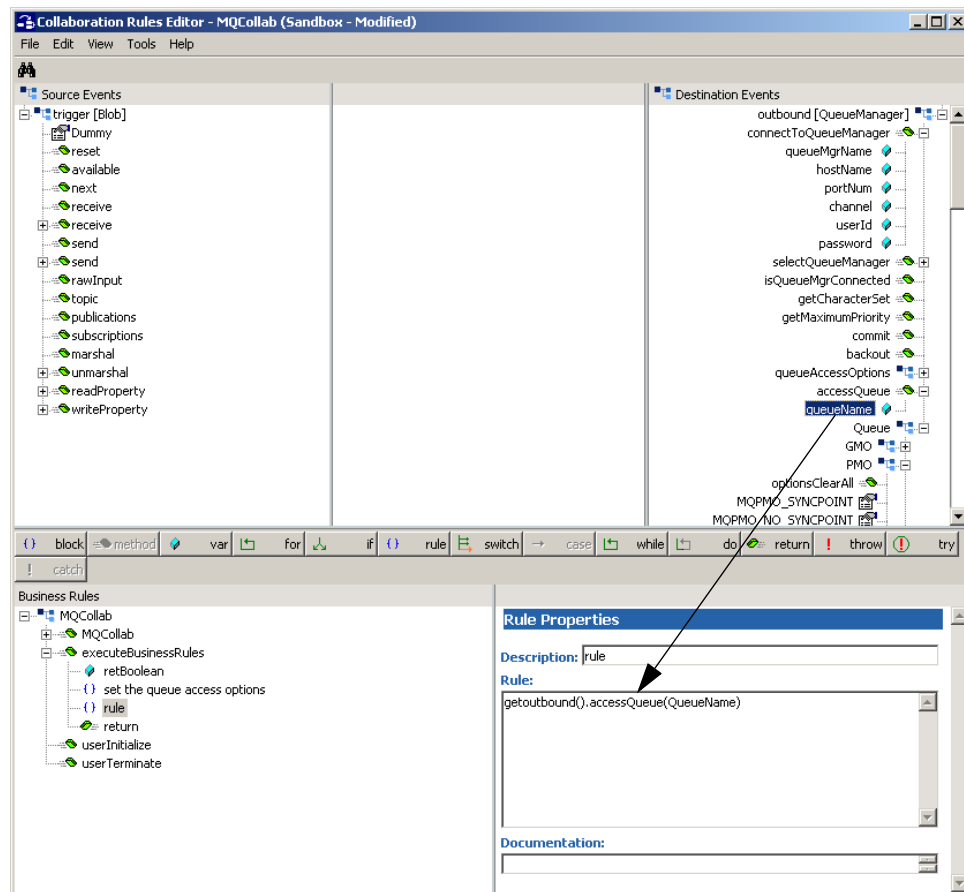 Collaboration Rules Editor - MQCollab (Sandbox - Modified)
File Edit View Tools Help
Source Events
trigger [Blob]
Dummy
reset
available
next
receive
receive
send
send
rawInput
topic
publications
subscriptions
marshal
unmarshal
readProperty
writeProperty
Destination Events
outbound [QueueManager]
connectToQueueManager
queueMgrName
hostName
portNum
channel
userId
password
selectQueueManager
isQueueMgrConnected
getCharacterSet
getMaximumPriority
commit
backout
queueAccessOptions
accessQueue
queueName
Queue
GMO
PMO
optionsClearAll
MQPMO_SYNCPOINT
MQPMO_NO_SYNCPOINT
block method var for if rule switch case while do return throw try
catch
Business Rules
MQCollab
MQCollab
executeBusinessRules
retBoolean
set the queue access options
rule
return
userInitialize
userTerminate
Rule Properties
Description: rule
Rule:
getoutbound().accessQueue(QueueName)
Documentation: